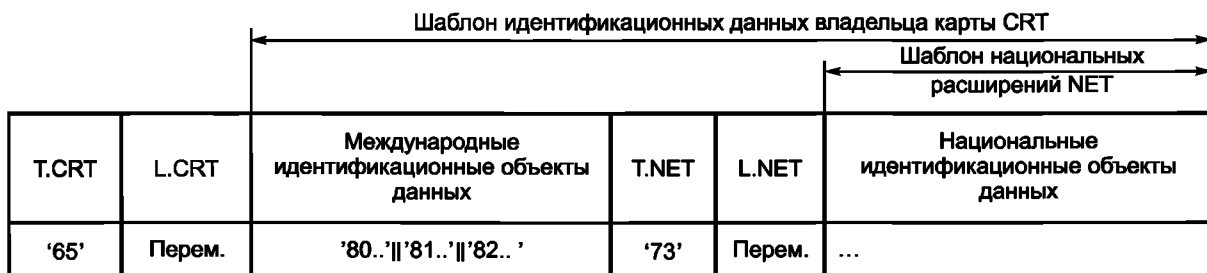 Шаблон идентификационных данных владельца карты CRT
Шаблон национальных
расширений NET
T.CRT
L.CRT
Международные
идентификационные объекты
данных
T.NET
L.NET
Национальные
идентификационные объекты
данных
‘65’
Перем.
’80..’||’81..’||’82.. ’
‘73’
Перем.
...